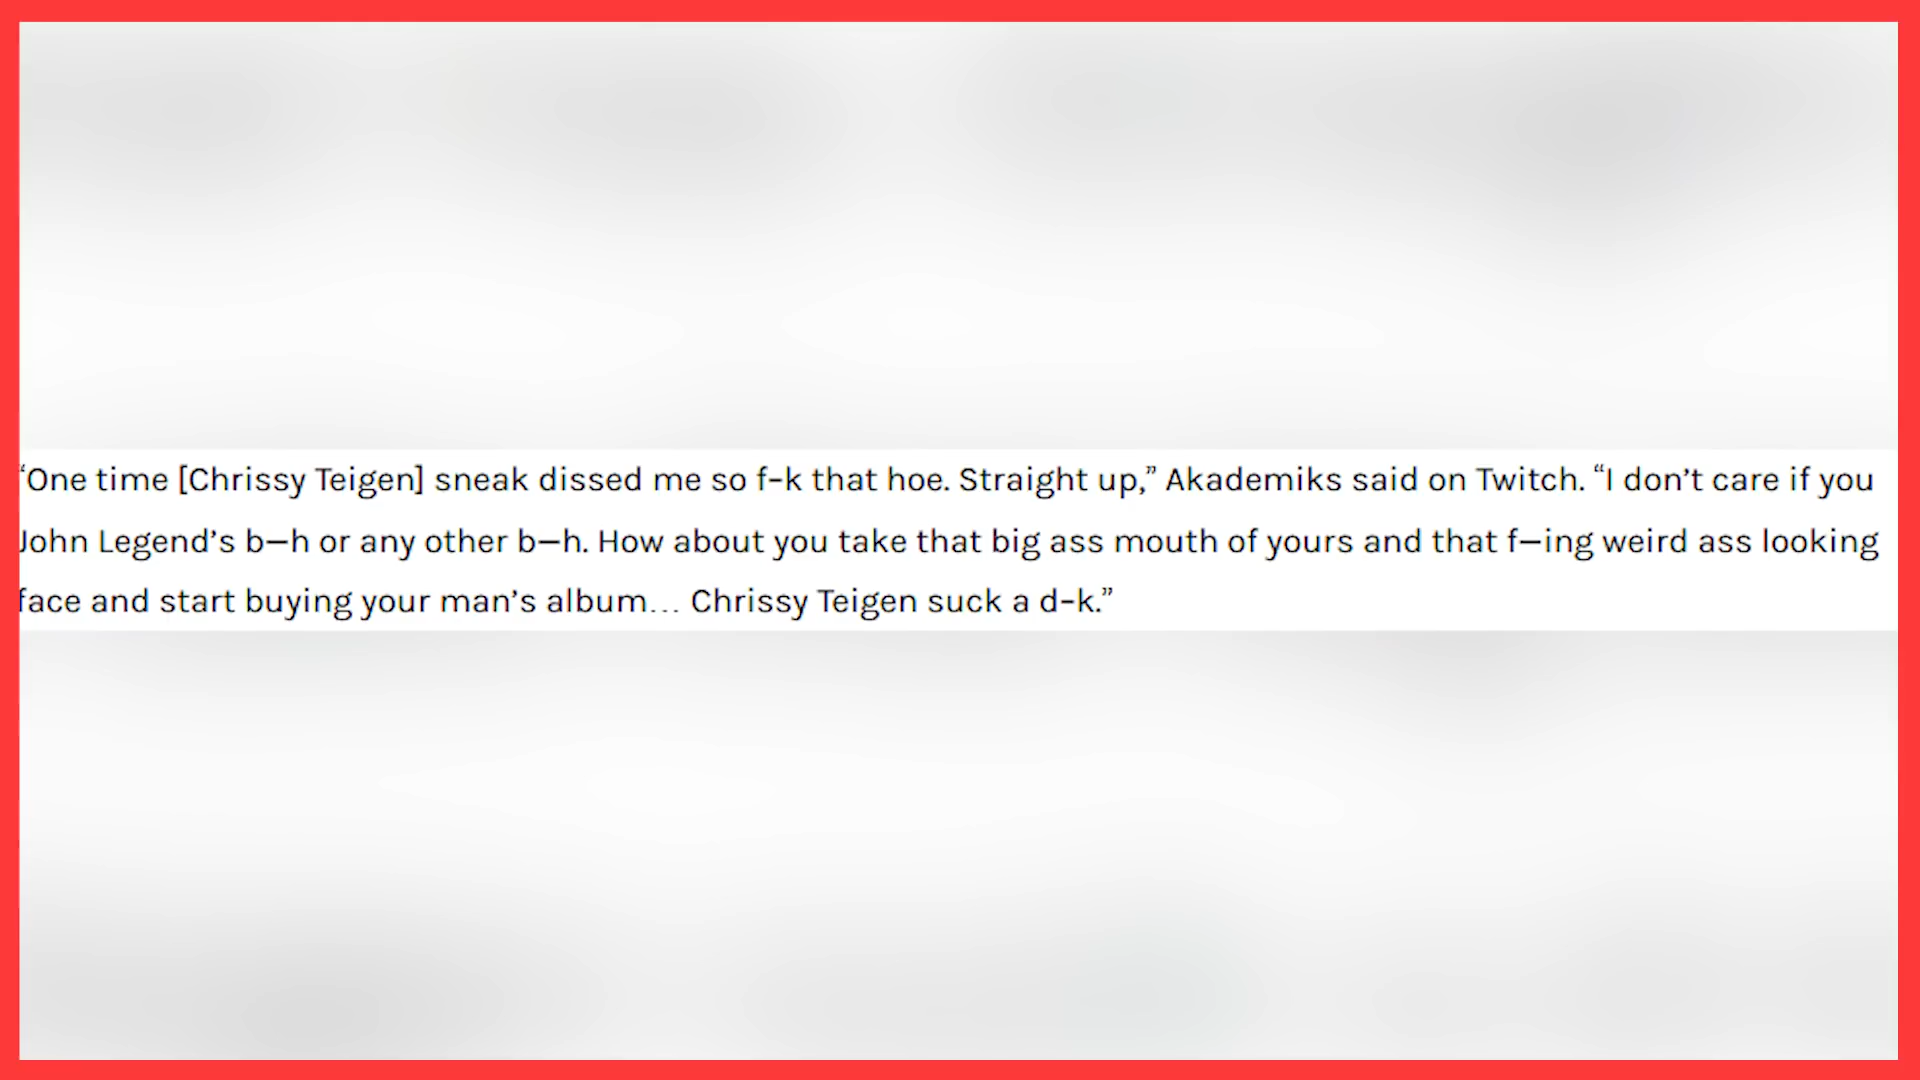 “One time [Chrissy Teigen] sneak dissed me so f-k that hoe. Straight up,” Akademiks said on Twitch. “I don’t care if you
John Legend’s b—h or any other b—h. How about you take that big ass mouth of yours and that f—ing weird ass looking
face and start buying your man’s album… Chrissy Teigen suck a d-k.”